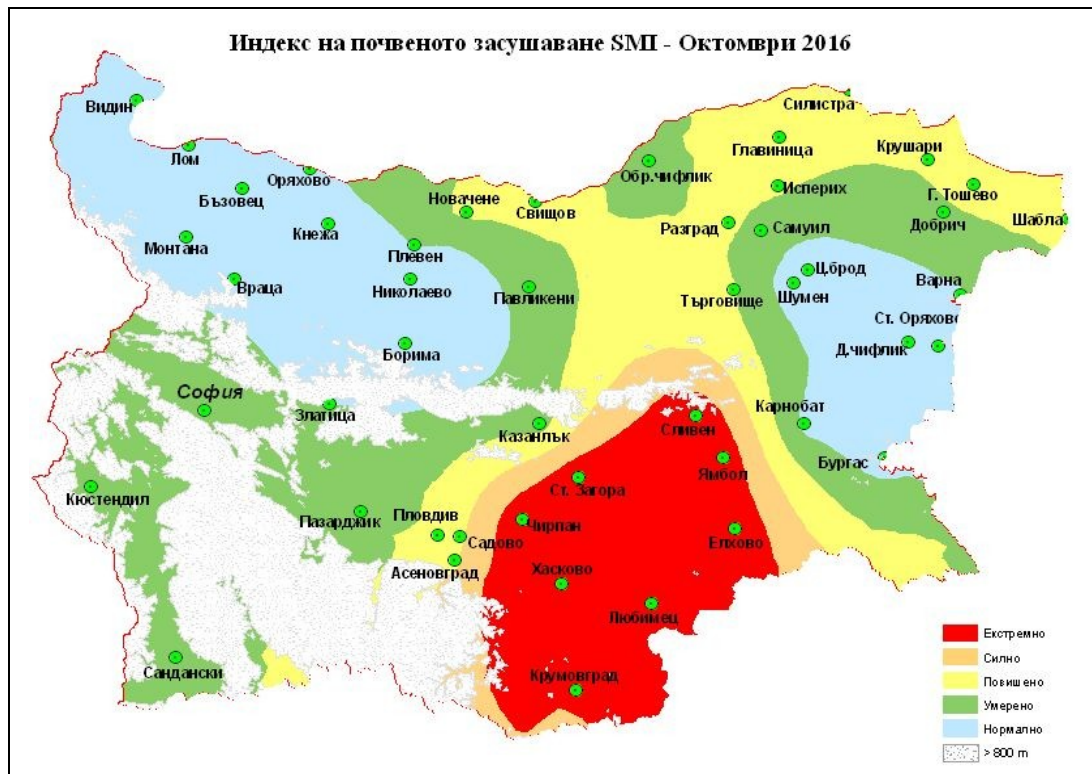 Индекс на почвеното засушаване SMI - Октомври 2016
Видин
Силистра
Лом
Главиница
Крушари
Оряхово
Обр.чифлик
Бъзовец
Новачене
Исперих
Г. Тошево
Свищов
Кнежа
Разград
Самуил
Добрич
Шабла
Монтана
Плевен
Ц.брод
Враца
Николаево
Павликени
Търговище
Шумен
Варна
Ст. Оряхово
Борима
Д.чифлик
София
Златица
Карнобат
Казанлък
Сливен
Бургас
Ямбол
Кюстендил
Ст. Загора
Пазарджик
Пловдив
Чирпан
Садово
Елхово
Асеновград
Хасково
Любимец
Сандански
Крумовград
Екстремно
Силно
Повишено
Умерено
Нормално
> 800 m